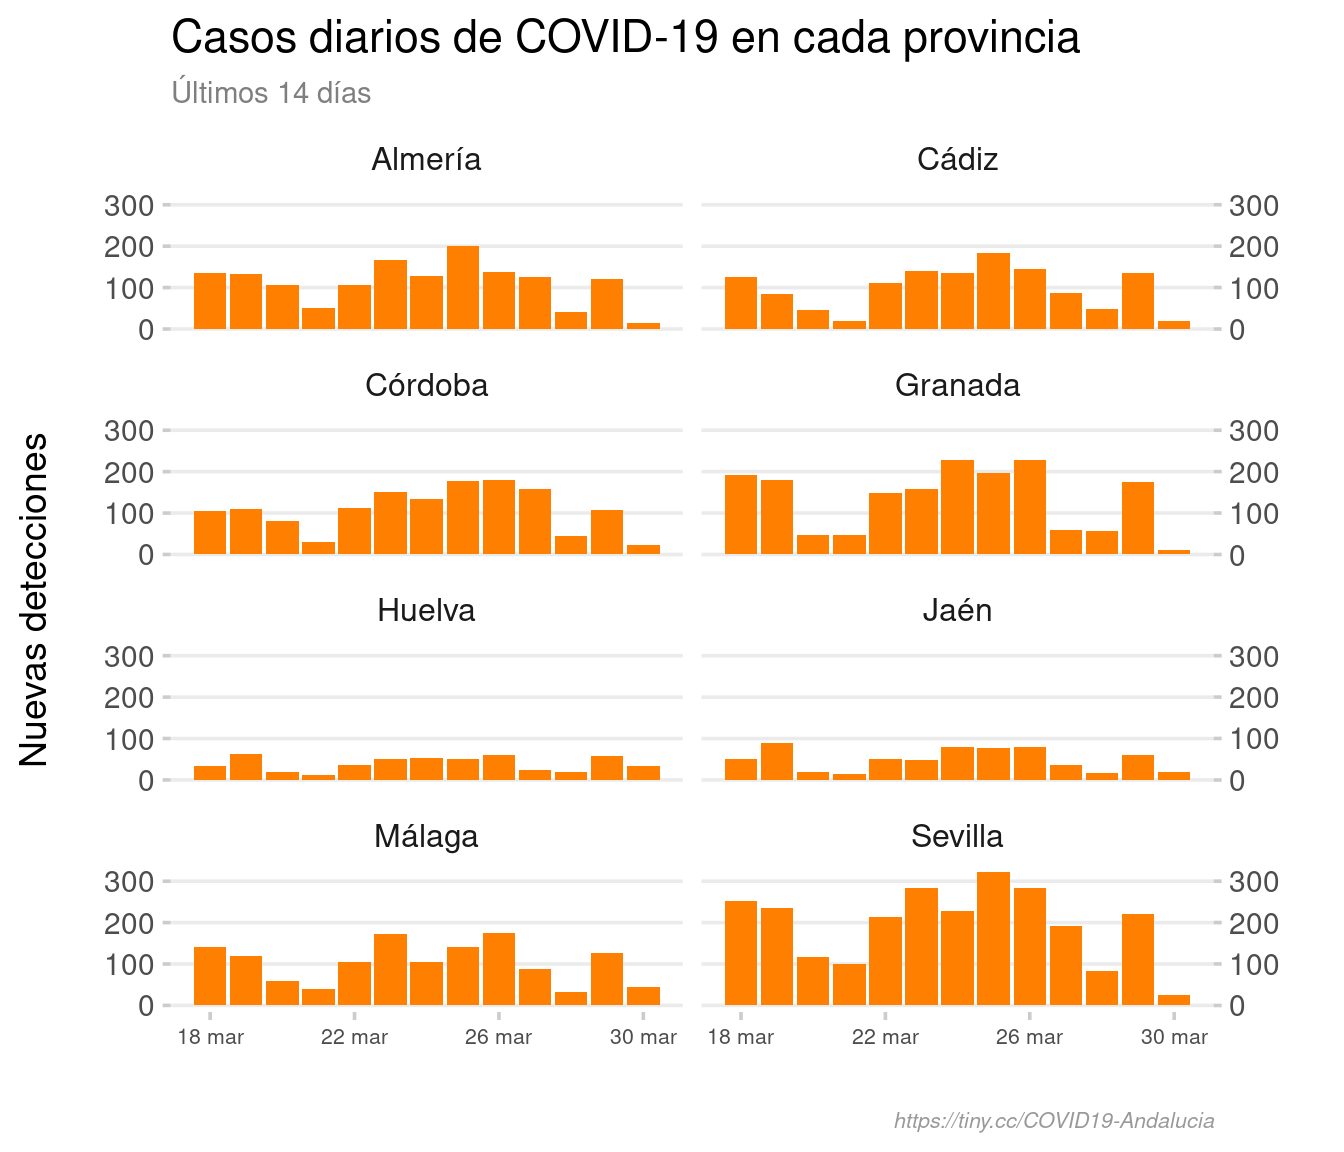 Casos diarios de COVID-19 en cada provincia
Últimos 14 días
Almería
Cádiz
300
200
100
0
300
200
100
0
Córdoba
Granada
300
200
100
0
300
200
100
0
Nuevas detecciones
Huelva
Jaén
300
200
100
0
300
200
100
0
Málaga
Sevilla
300
200
100
0
300
200
100
0
18 mar 22 mar 26 mar 30 mar
18 mar 22 mar 26 mar 30 mar
https://tiny.cc/COVID19-Andalucia